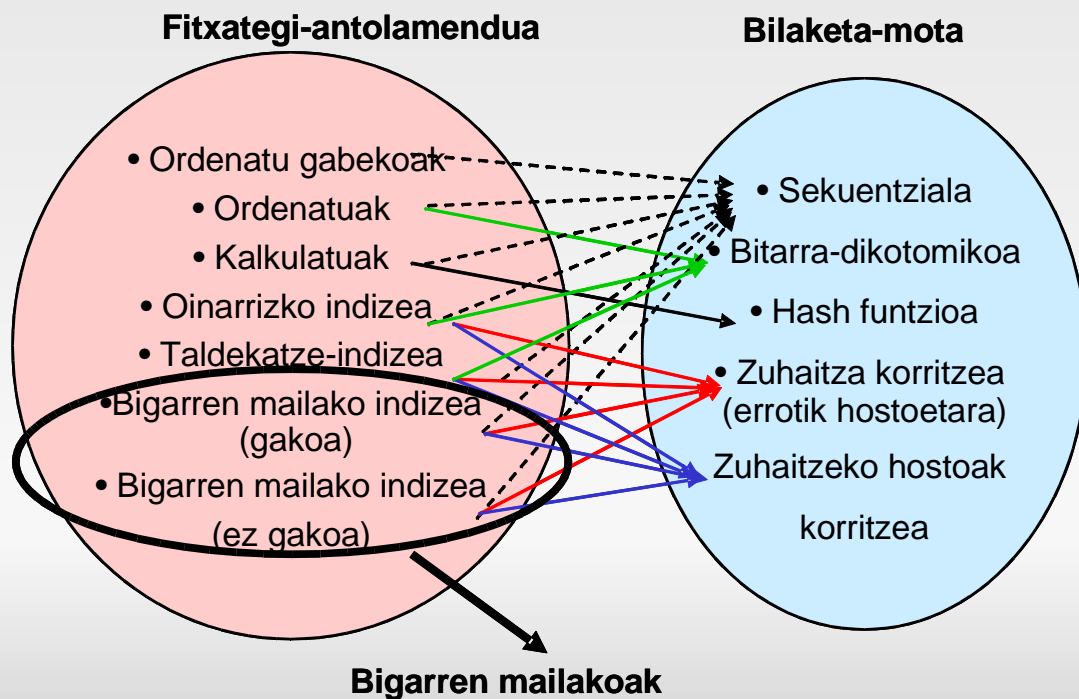 Fitxategi-antolamendua
• Ordenatu gabekoak
• Ordenatuak
• Kalkulatuak
• Oinarrizko indizea
• Taldekatze-indizea
•Bigarren mailako indizea
(gakoa)
• Bigarren mailako indizea
(ez gakoa)
Bilaketa-mota
• Sekuentziala
• Bitarra-dikotomikoa
• Hash funtzioa
• Zuhaitza korritzea
(errotik hostoetara)
Zuhaitzeko hostoak
korritzea
Bigarren mailakoak